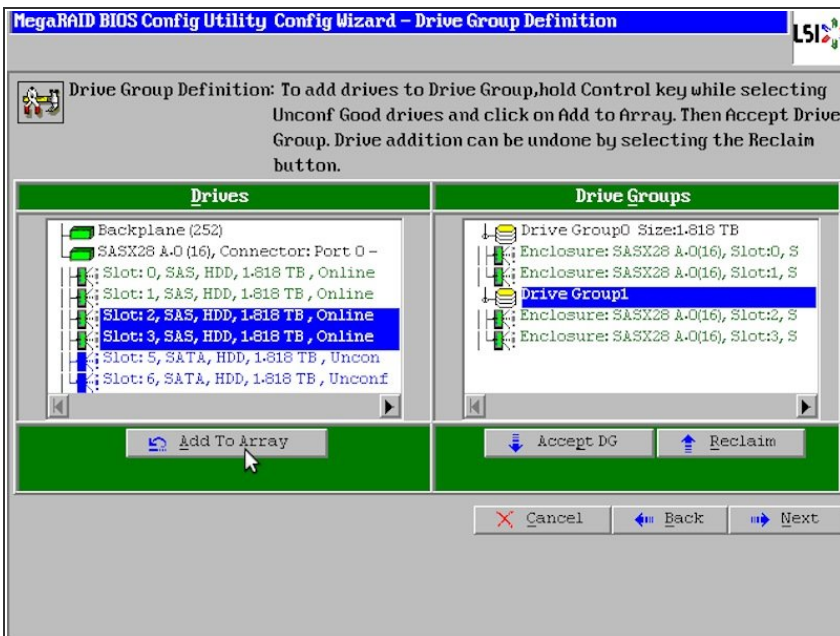 MegaRAID BIOS Config Utility Config Wizard – Drive Group Definition
LSI
Drive Group Definition: To add drives to Drive Group,hold Control key while selecting
Unconf Good drives and click on Add to Array. Then Accept Drive
Group. Drive addition can be undone by selecting the Reclaim
button.
Drives
Backplane (252)
SASX28 A.0 (16), Connector: Port 0 -
Slot: 0, SAS, HDD, 1.818 TB , Online
Slot: 1, SAS, HDD, 1.818 TB , Online
Slot: 2, SAS, HDD, 1.818 TB , Online
Slot: 3, SAS, HDD, 1.818 TB , Online
Slot: 5, SATA, HDD, 1.818 TB , Uncon
Slot: 6, SATA, HDD, 1.818 TB , Unconf
Add To Array
Drive Groups
Drive Group0 Size:1.818 TB
Enclosure: SASX28 A.0(16), Slot:0, S
Enclosure: SASX28 A.0(16), Slot:1, S
Drive Group1
Enclosure: SASX28 A.0(16), Slot:2, S
Enclosure: SASX28 A.0(16), Slot:3, S
Accept DG
Reclaim
Cancel
Back
Next